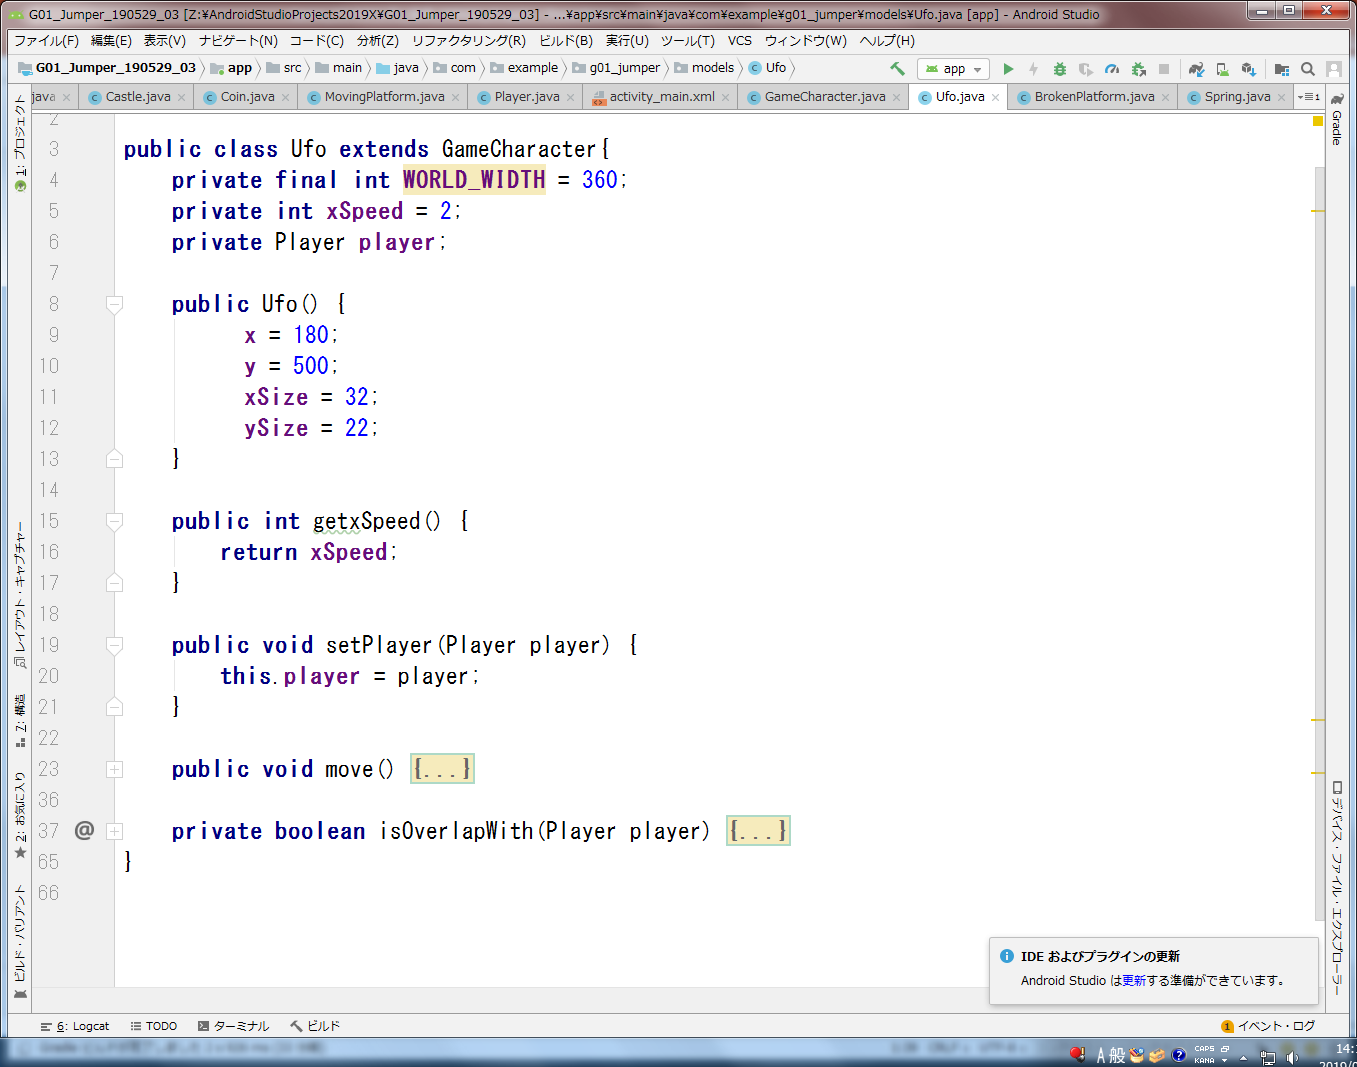 G01_Jumper_190529_03 [Z:¥AndroidStudioProjects2019X¥G01_Jumper_190529_03] - ...¥app¥src¥main¥java¥com¥example¥g01_jumper¥models¥Ufo.java [app] - Android Studio
ファイル(F) 編集(E) 表示(V) ナビゲート(N) コード(C) 分析(Z) リファクタリング(R) ビルド(B) 実行(U) ツール(T) VCS ウィンドウ(W) ヘルプ(H)
G01_Jumper_190529_03 app src main java com example g01_jumper models Ufo app
java Castle.java Coin.java MovingPlatform.java Player.java activity_main.xml GameCharacter.java Ufo.java BrokenPlatform.java Spring.java 1
1: プロジェクト
レイアウト・キャプチャー
Z: 構造
2: お気に入り
ビルド・バリアント
2
3 public class Ufo extends GameCharacter{
4 private final int WORLD_WIDTH = 360;
5 private int xSpeed = 2;
6 private Player player;
7
8 public Ufo() {
9 x = 180;
10 y = 500;
11 xSize = 32;
12 ySize = 22;
13 }
14
15 public int getxSpeed() {
16 return xSpeed;
17 }
18
19 public void setPlayer(Player player) {
20 this.player = player;
21 }
22
23 public void move() {...}
36
37 @ private boolean isOverlapWith(Player player) {...}
65 }
66
Gradle
デバイス・ファイル・エクスプローラー
IDE およびプラグインの更新
Android Studio は更新する準備ができています。
6: Logcat TODO ターミナル ビルド 1 イベント・ログ
A 般 CAPS KANA